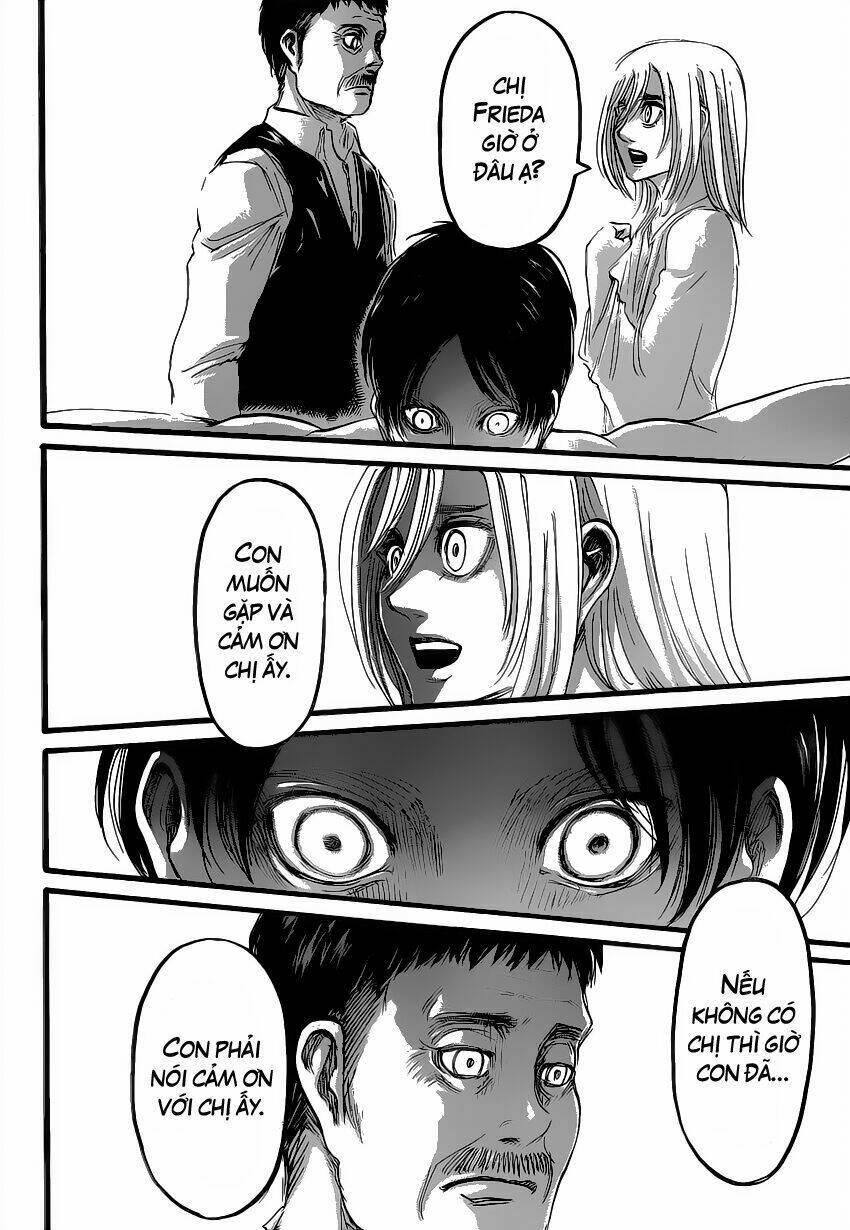 CHỊ
FRIEDA
GIỜ Ở
ĐÂU Ạ?
CON
MUỐN
GẶP VÀ
CẢM ƠN
CHỊ ẤY.
NẾU
KHÔNG CÓ
CHỊ THÌ GIỜ
CON ĐÃ...
CON PHẢI
NÓI CẢM ƠN
VỚI CHỊ ẤY.